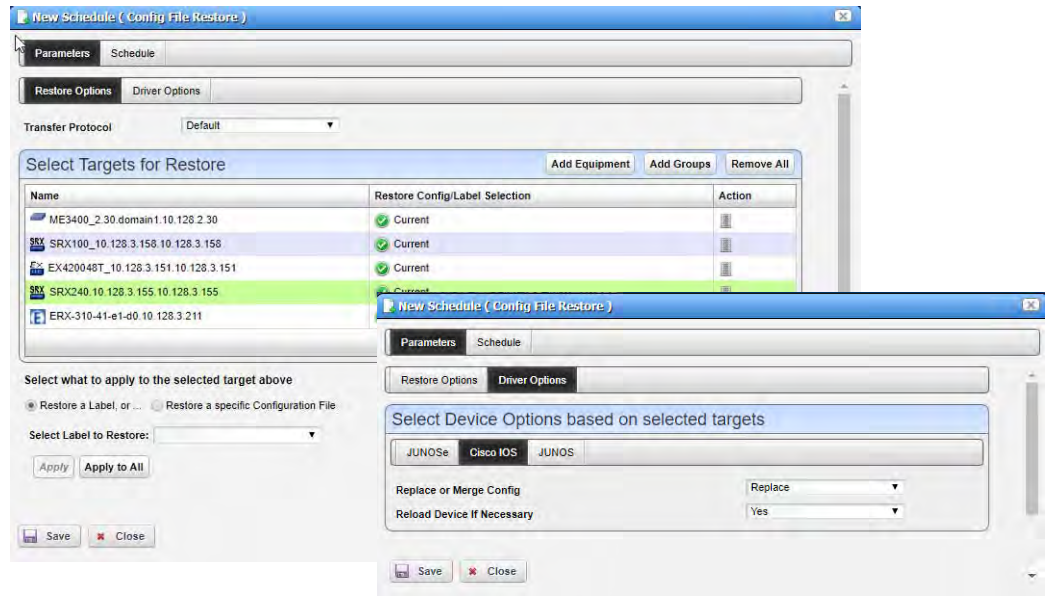 New Schedule ( Config File Restore )
Parameters Schedule
Restore Options Driver Options
Transfer Protocol Default
Select Targets for Restore Add Equipment Add Groups Remove All
Name Restore Config/Label Selection Action
ME3400_2.30.domain1.10.128.2.30 Current
SRX SRX100_10.128.3.158.10.128.3.158 Current
EX EX420048T_10.128.3.151.10.128.3.151 Current
SRX SRX240.10.128.3.155.10.128.3.155 Current
E ERX-310-41-e1-d0.10.128.3.211
Select what to apply to the selected target above
Restore a Label, or ... Restore a specific Configuration File
Select Label to Restore:
Apply Apply to All
Save Close
New Schedule ( Config File Restore )
Parameters Schedule
Restore Options Driver Options
Select Device Options based on selected targets
JUNOSe Cisco IOS JUNOS
Replace or Merge Config Replace
Reload Device If Necessary Yes
Save Close